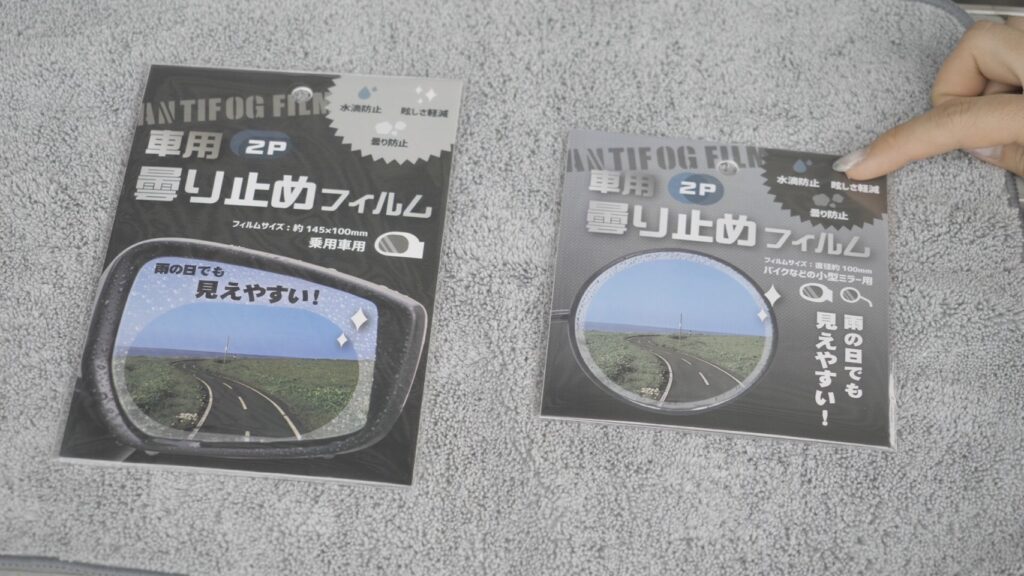 ANTIFOG FILM
水滴防止
眩しさ軽減
曇り防止
車用 2P
曇り止めフィルム
フィルムサイズ:約 145×100mm
乗用車用
雨の日でも
見えやすい!
ANTIFOG FILM
水滴防止
眩しさ軽減
曇り防止
車用 2P
曇り止めフィルム
フィルムサイズ:直径約 100mm
バイクなどの小型ミラー用
雨の日でも
見えやすい!